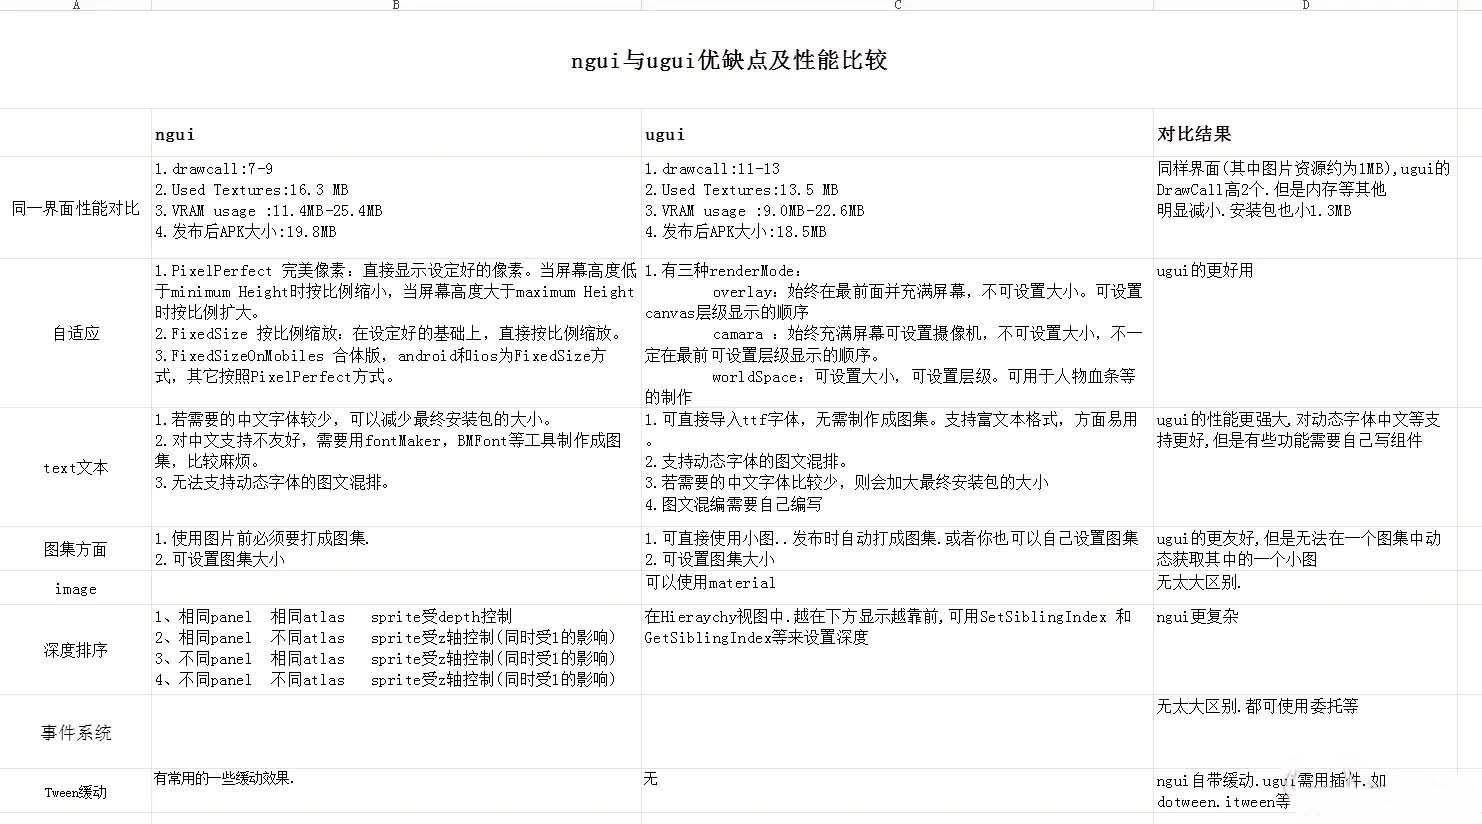 A B C D
ngui与ugui优缺点及性能比较
ngui ugui 对比结果
同一界面性能对比
1.drawcall:7-9
2.Used Textures:16.3 MB
3.VRAM usage :11.4MB-25.4MB
4.发布后APK大小:19.8MB
1.drawcall:11-13
2.Used Textures:13.5 MB
3.VRAM usage :9.0MB-22.6MB
4.发布后APK大小:18.5MB
同样界面(其中图片资源约为1MB),ugui的
DrawCall高2个.但是内存等其他
明显减小.安装包也小1.3MB
自适应
1.PixelPerfect 完美像素：直接显示设定好的像素。当屏幕高度低
于minimum Height时按比例缩小，当屏幕高度大于maximum Height
时按比例扩大。
2.FixedSize 按比例缩放：在设定好的基础上，直接按比例缩放。
3.FixedSizeOnMobiles 合体版，android和ios为FixedSize方
式，其它按照PixelPerfect方式。
1.有三种renderMode：
overlay：始终在最前面并充满屏幕，不可设置大小。可设置
canvas层级显示的顺序
camara ：始终充满屏幕可设置摄像机，不可设置大小，不一
定在最前可设置层级显示的顺序。
worldSpace：可设置大小，可设置层级。可用于人物血条等
的制作
ugui的更好用
text文本
1.若需要的中文字体较少，可以减少最终安装包的大小。
2.对中文支持不友好，需要用fontMaker，BMFont等工具制作成图
集，比较麻烦。
3.无法支持动态字体的图文混排。
1.可直接导入ttf字体，无需制作成图集。支持富文本格式，方面易用
。
2.支持动态字体的图文混排。
3.若需要的中文字体比较少，则会加大最终安装包的大小
4.图文混编需要自己编写
ugui的性能更强大,对动态字体中文等支
持更好,但是有些功能需要自己写组件
图集方面
1.使用图片前必须要打成图集.
2.可设置图集大小
1.可直接使用小图..发布时自动打成图集.或者你也可以自己设置图集
2.可设置图集大小
ugui的更友好,但是无法在一个图集中动
态获取其中的一个小图
image
可以使用material
无太大区别.
深度排序
1、相同panel 相同atlas sprite受depth控制
2、相同panel 不同atlas sprite受z轴控制(同时受1的影响)
3、不同panel 相同atlas sprite受z轴控制(同时受1的影响)
4、不同panel 不同atlas sprite受z轴控制(同时受1的影响)
在Hieraychy视图中.越在下方显示越靠前,可用SetSiblingIndex 和
GetSiblingIndex等来设置深度
ngui更复杂
事件系统
无太大区别.都可使用委托等
Tween缓动
有常用的一些缓动效果.
无
ngui自带缓动.ugui需用插件.如
dotween.itween等